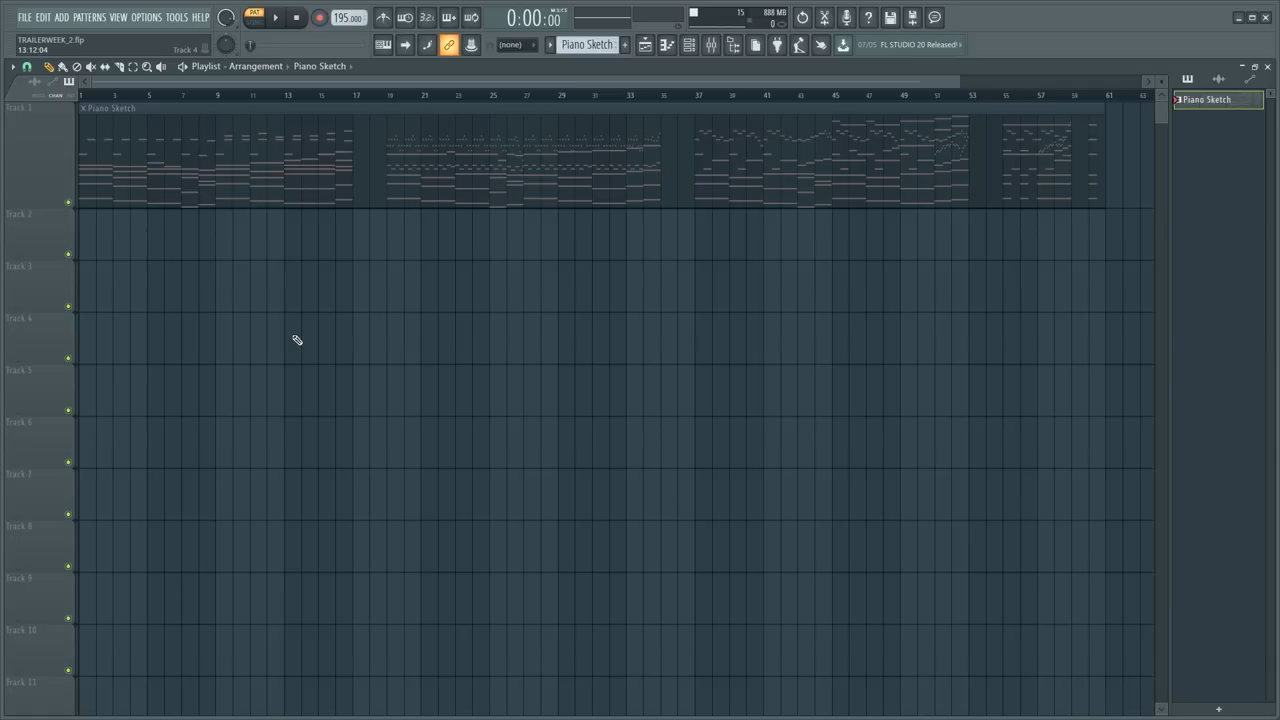 FILE EDIT ADD PATTERNS VIEW OPTIONS TOOLS HELP
PAT
195.000
3.2:
0:00:00
M:S:CS
15
888 MB
0
TRAILERWEEK_2.flp
13:12:04
Track 4
(none)
Piano Sketch
07/05 FL STUDIO 20 Released!
Playlist - Arrangement › Piano Sketch ›
CHAN
1 3 5 7 9 11 13 15 17 19 21 23 25 27 29 31 33 35 37 39 41 43 45 47 49 51 53 55 57 59 61 63
Track 1
x Piano Sketch
Piano Sketch
Track 2
Track 3
Track 4
Track 5
Track 6
Track 7
Track 8
Track 9
Track 10
Track 11